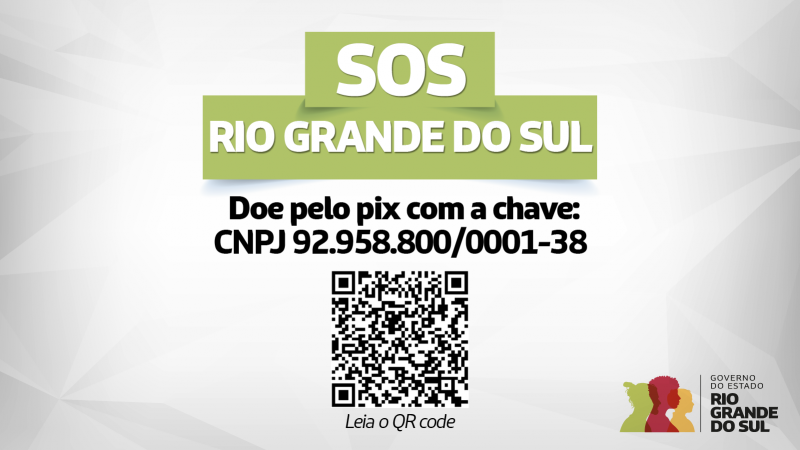 SOS
RIO GRANDE DO SUL
Doe pelo pix com a chave:
CNPJ 92.958.800/0001-38
Leia o QR code
GOVERNO
DO ESTADO
RIO
GRANDE
DO SUL